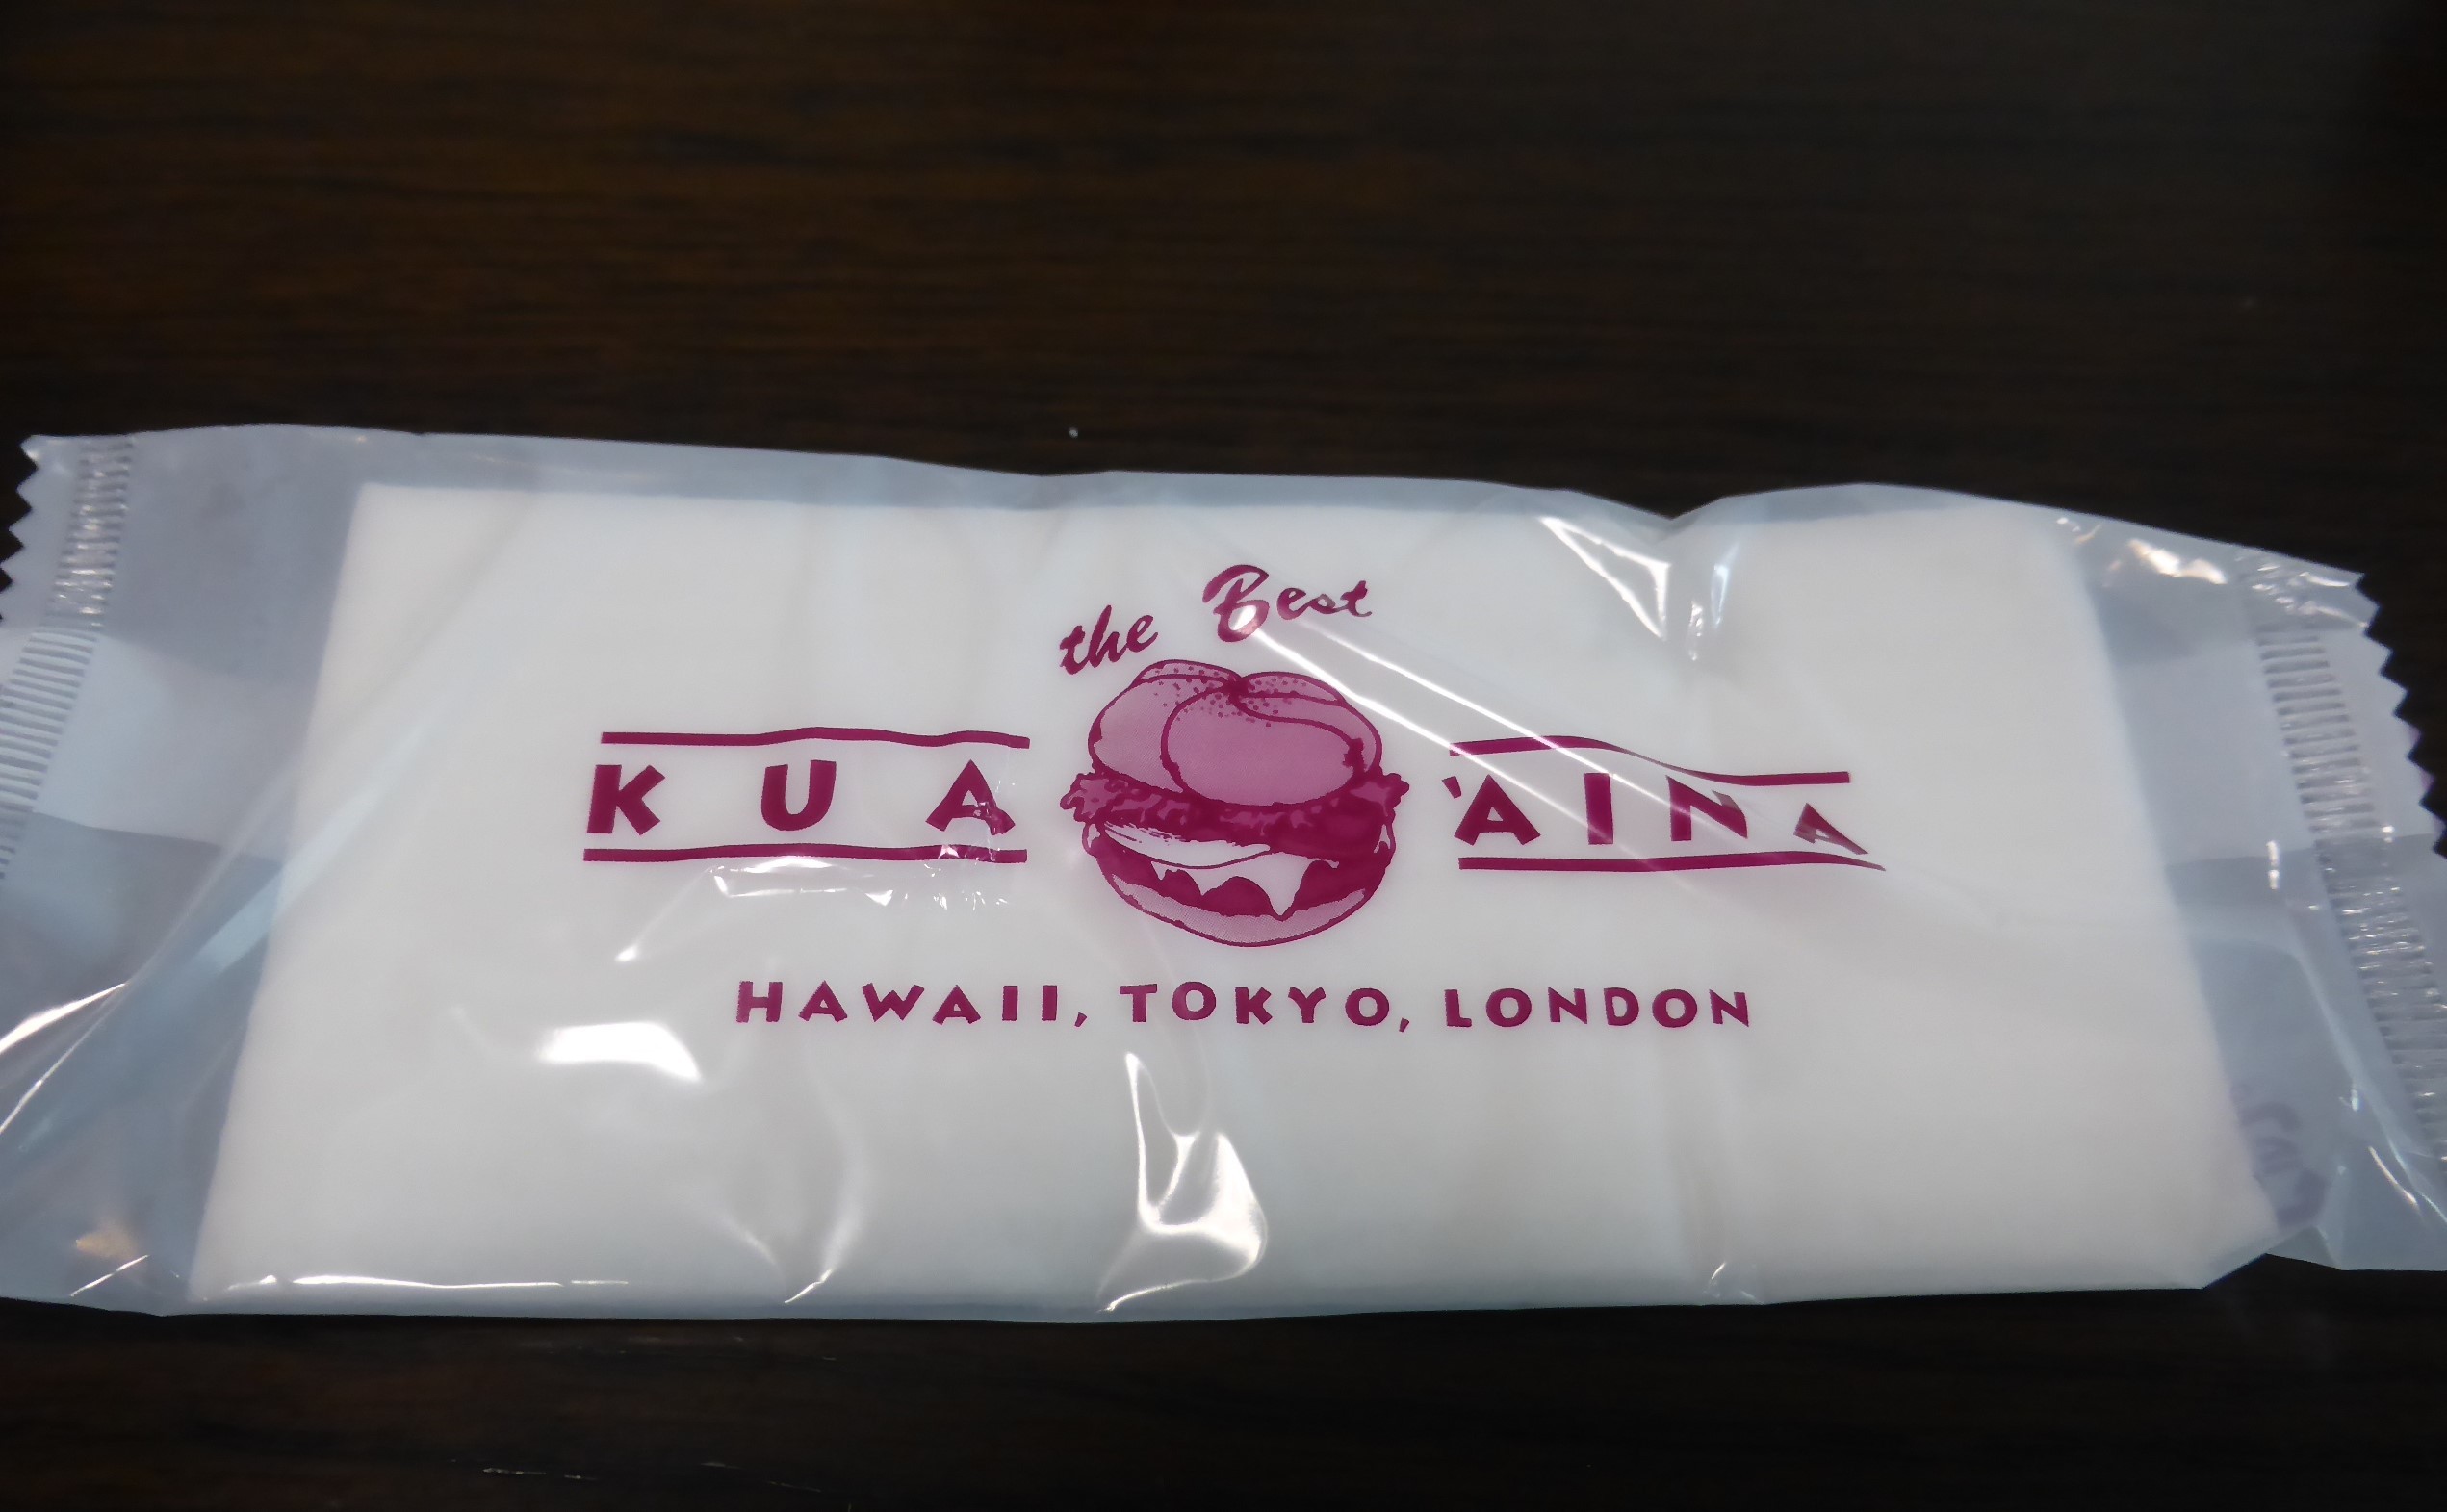 the Best
KUA 'AINA
HAWAII, TOKYO, LONDON